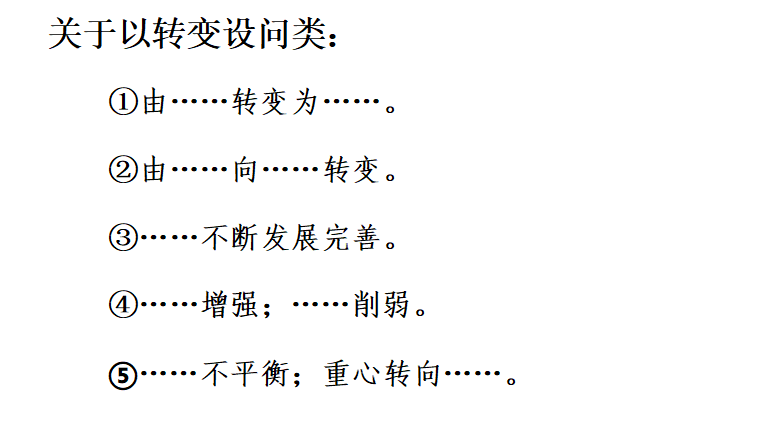 关于以转变设问类：
①由……转变为……。
②由……向……转变。
③……不断发展完善。
④……增强；……削弱。
⑤……不平衡；重心转向……。